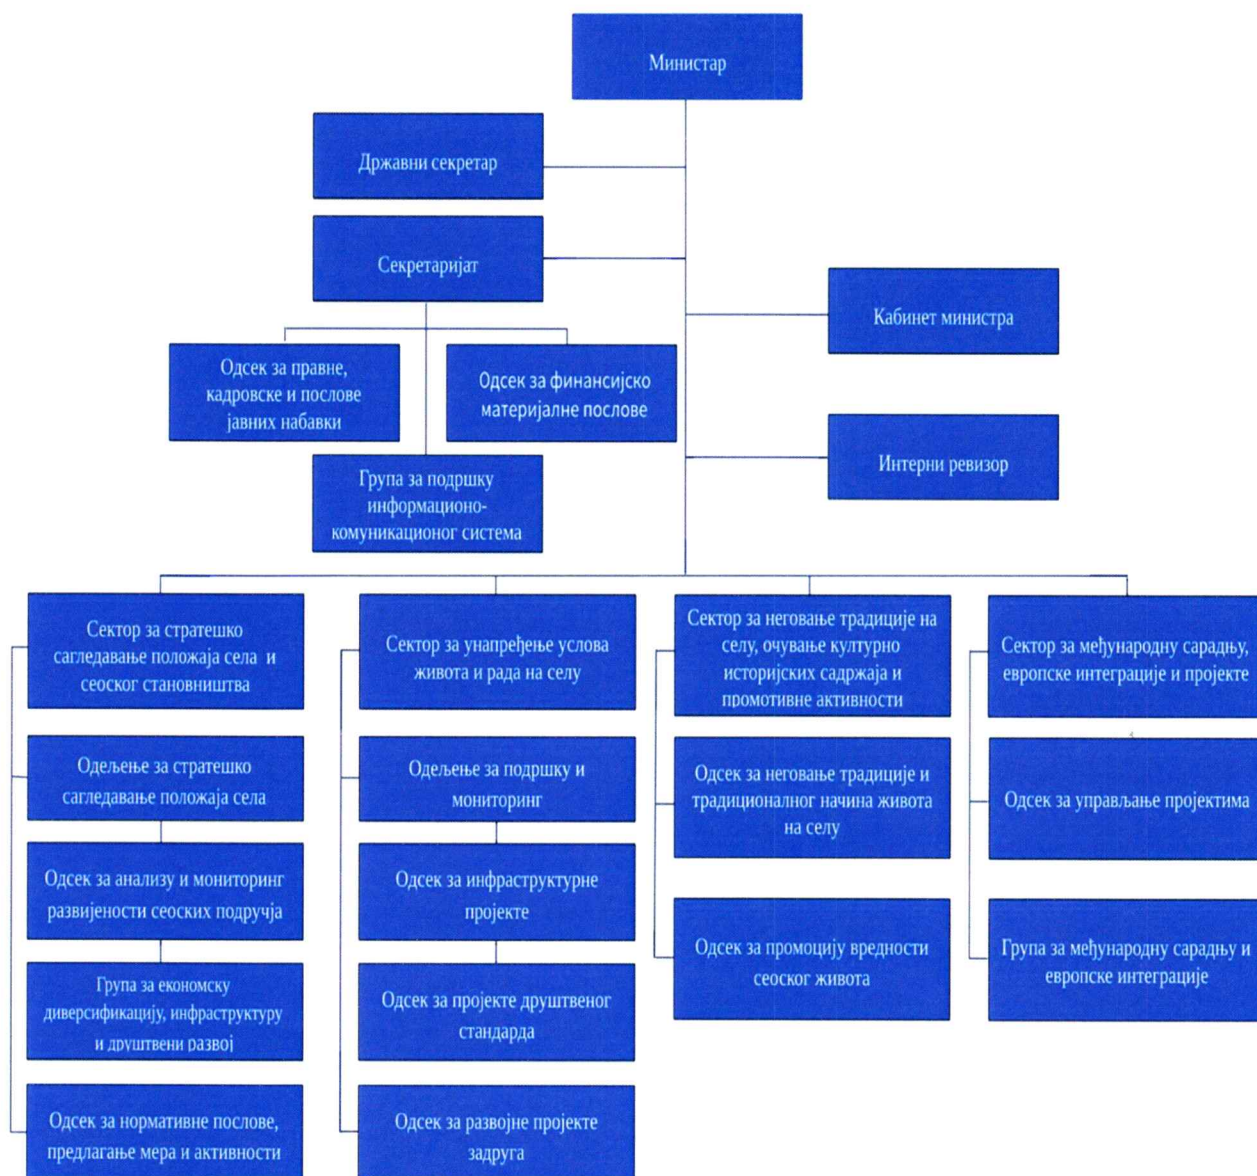 Министар
Државни секретар
Секретаријат
Кабинет министра
Одсек за правне,
кадровске и послове
јавних набавки
Одсек за финансијско
материјалне послове
Интерни ревизор
Група за подршку
информационо-
комуникационог система
Сектор за стратешко
сагледавање положаја села и
сеоског становништва
Сектор за унапређење услова
живота и рада на селу
Сектор за неговање традиције на
селу, очување културно
историјских садржаја и
промотивне активности
Сектор за међународну сарадњу,
европске интеграције и пројекте
Одељење за стратешко
сагледавање положаја села
Одељење за подршку и
мониторинг
Одсек за неговање традиције и
традиционалног начина живота
на селу
Одсек за управљање пројектима
Одсек за анализу и мониторинг
развијености сеоских подручја
Одсек за инфраструктурне
пројекте
Одсек за промоцију вредности
сеоског живота
Група за међународну сарадњу и
европске интеграције
Група за економску
диверсификацију, инфраструктуру
и друштвени развој
Одсек за пројекте друштвеног
стандарда
Одсек за нормативне послове,
предлагање мера и активности
Одсек за развојне пројекте
задруга